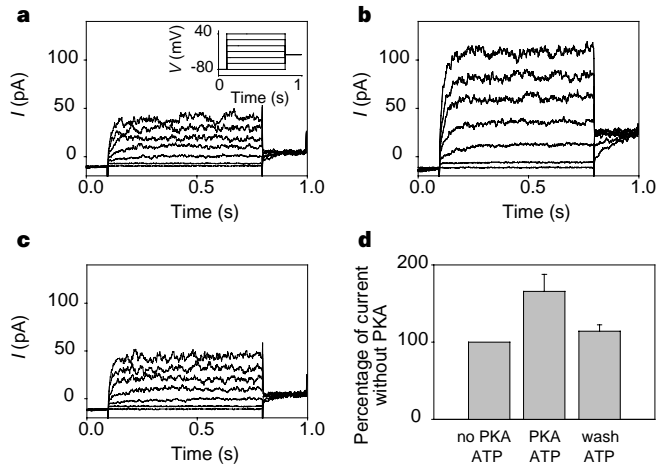 a
b
40
-80
V (mV)
0
1
Time (s)
100
50
0
I (pA)
0.0
0.5
1.0
Time (s)
100
50
0
I (pA)
0.0
0.5
1.0
Time (s)
c
d
100
50
0
I (pA)
0.0
0.5
1.0
Time (s)
200
100
0
Percentage of current
without PKA
no PKA
ATP
PKA
ATP
wash
ATP